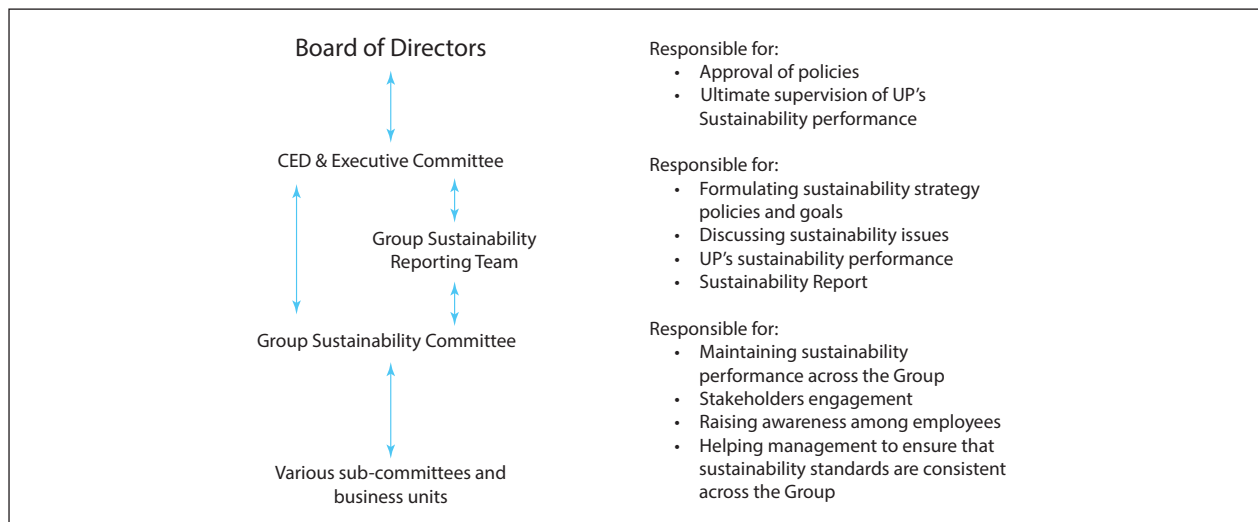 Board of Directors
CED & Executive Committee
Group Sustainability
Reporting Team
Group Sustainability Committee
Various sub-committees and
business units
Responsible for:
• Approval of policies
• Ultimate supervision of UP's
Sustainability performance
Responsible for:
• Formulating sustainability strategy
policies and goals
• Discussing sustainability issues
• UP's sustainability performance
• Sustainability Report
Responsible for:
• Maintaining sustainability
performance across the Group
• Stakeholders engagement
• Raising awareness among employees
• Helping management to ensure that
sustainability standards are consistent
across the Group